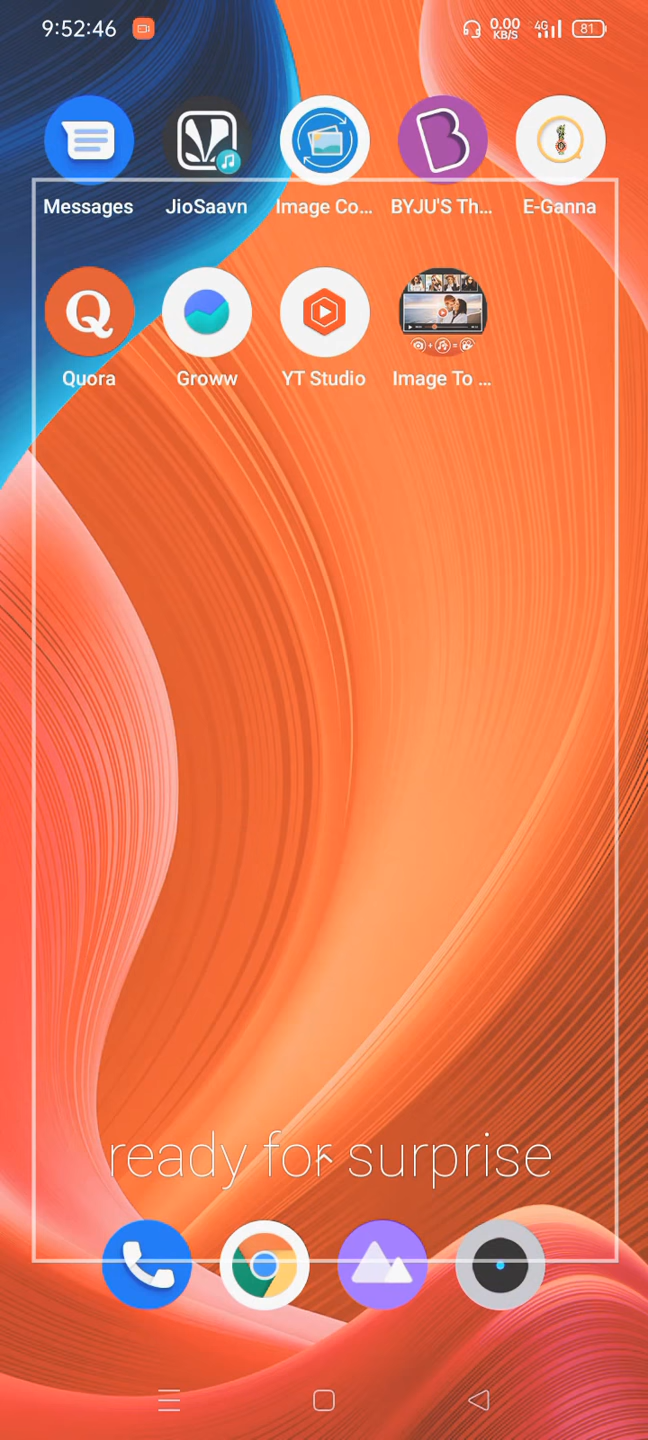 9:52:46 0.00 KB/S 4G 81
Messages JioSaavn Image Co... BYJU'S Th... E-Ganna
Quora Groww YT Studio Image To ...
ready for surprise